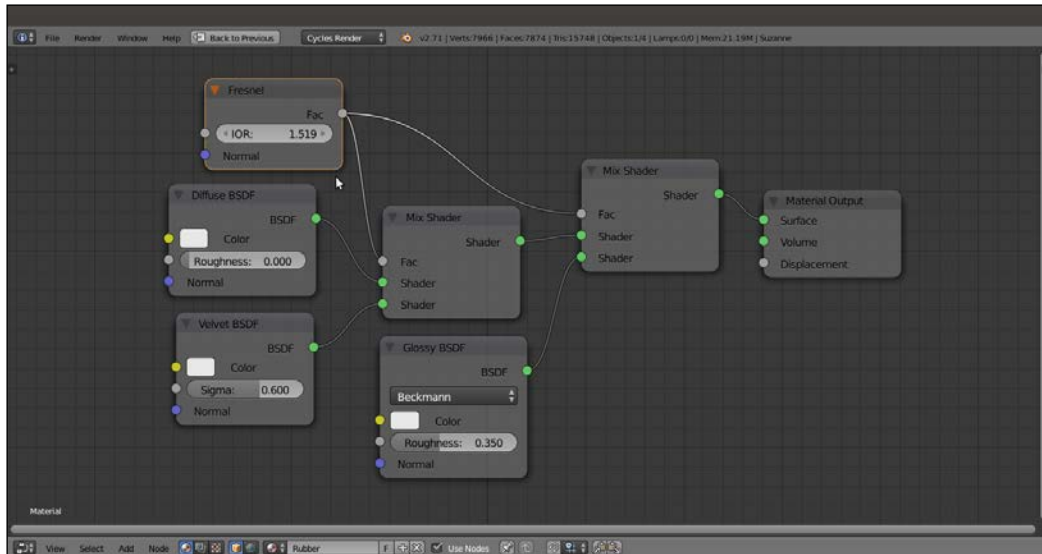 File Render Window Help Back to Previous Cycles Render v2.71 | Verts:7966 | Faces:7874 | Tris:15748 | Objects:1/4 | Lamps:0/0 | Mem:21.19M | Suzanne
Fresnel
Fac
IOR: 1.519
Normal
Diffuse BSDF
BSDF
Color
Roughness: 0.000
Normal
Velvet BSDF
BSDF
Color
Sigma: 0.600
Normal
Mix Shader
Shader
Fac
Shader
Shader
Glossy BSDF
BSDF
Beckmann
Color
Roughness: 0.350
Normal
Mix Shader
Shader
Fac
Shader
Shader
Material Output
Surface
Volume
Displacement
Material
View Select Add Node Rubber F Use Nodes